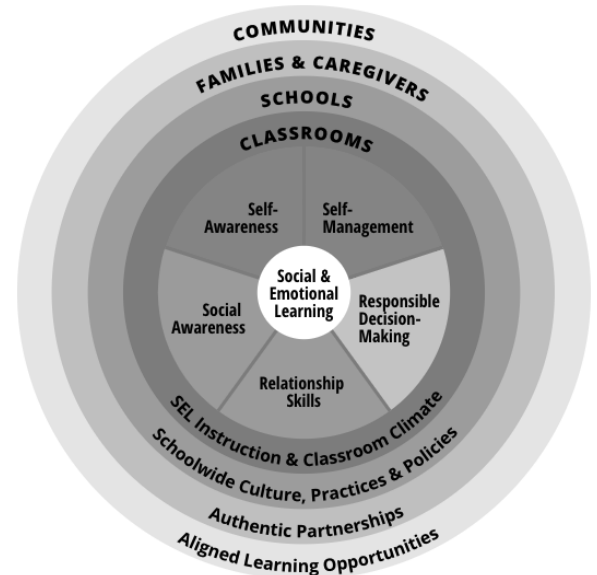 COMMUNITIES
FAMILIES & CAREGIVERS
SCHOOLS
CLASSROOMS
Self-
Awareness
Self-
Management
Social &
Emotional
Learning
Social
Awareness
Responsible
Decision-
Making
Relationship
Skills
SEL Instruction & Classroom Climate
Schoolwide Culture, Practices & Policies
Authentic Partnerships
Aligned Learning Opportunities